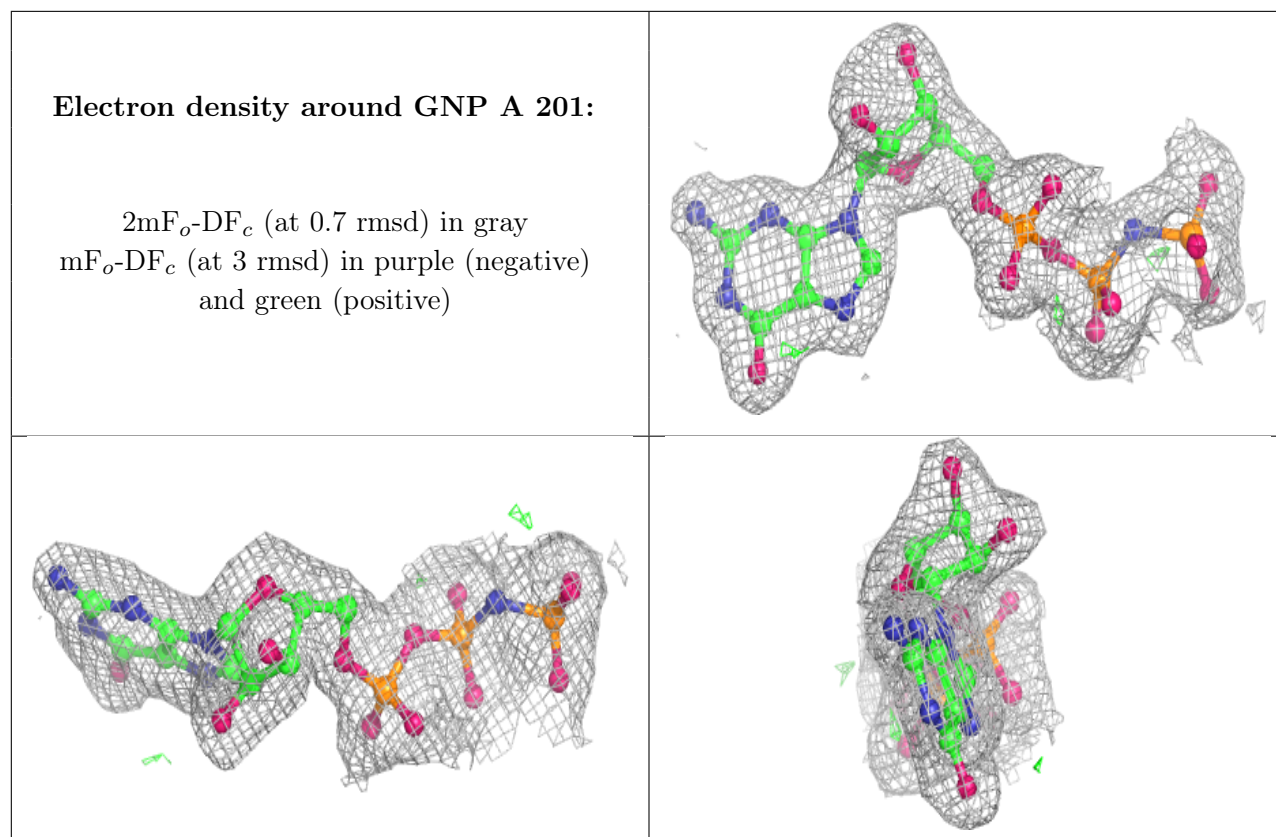 Electron density around GNP A 201:
2mFₒ-DF𝑐 (at 0.7 rmsd) in gray
mFₒ-DF𝑐 (at 3 rmsd) in purple (negative)
and green (positive)